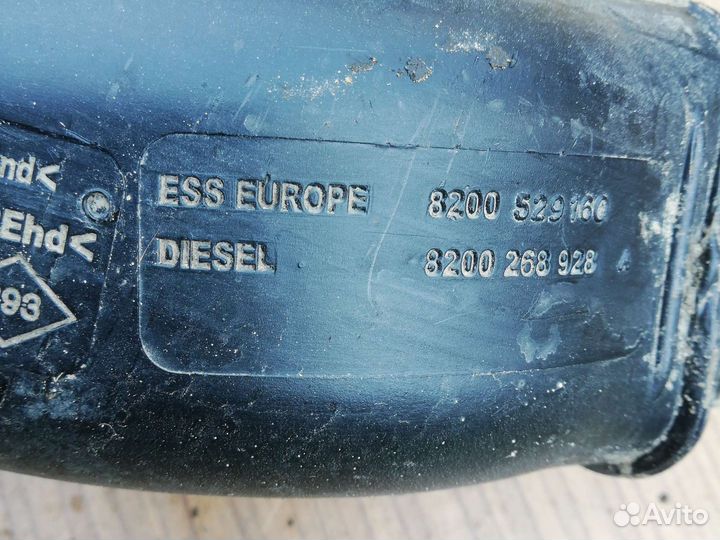 nd<
Ehd<
93
ESS EUROPE 8200 529 160
DIESEL 8200 268 928
Avito